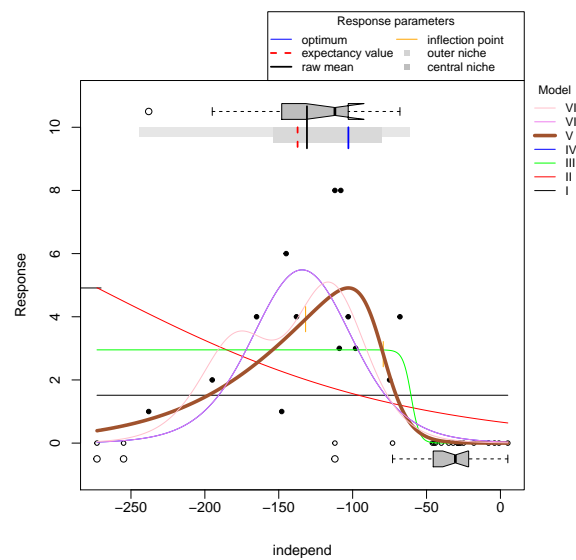 Response parameters
optimum
expectancy value
raw mean
inflection point
outer niche
central niche
Model
VI
VI
V
IV
III
II
I
Response
10
8
6
4
2
0
−250 −200 −150 −100 −50 0
independ